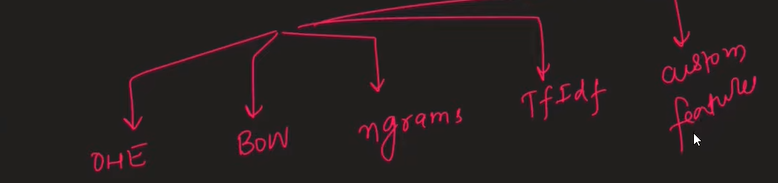 OHE
BOW
ngrams
TfIdf
custom
feature